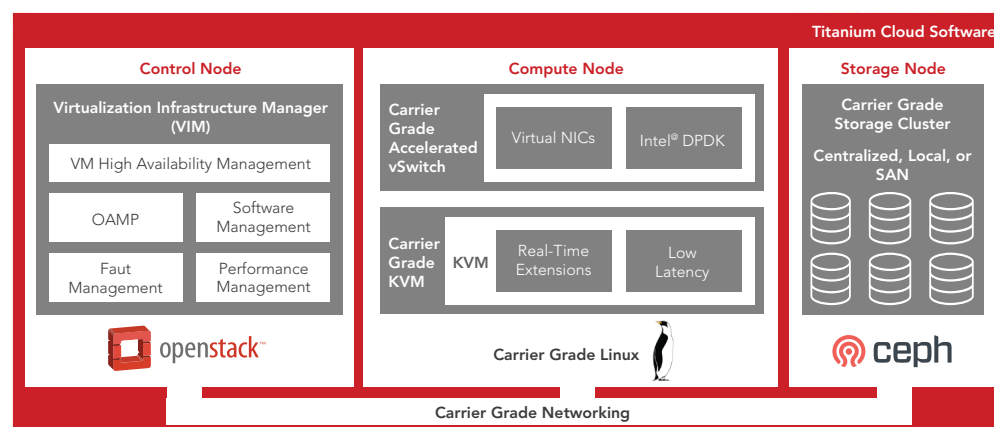 Titanium Cloud Software
Control Node
Virtualization Infrastructure Manager
(VIM)
VM High Availability Management
OAMP
Software
Management
Faut
Management
Performance
Management
openstack™
Compute Node
Carrier
Grade
Accelerated
vSwitch
Virtual NICs
Intel® DPDK
Carrier
Grade
KVM
KVM
Real-Time
Extensions
Low
Latency
Carrier Grade Linux
Storage Node
Carrier Grade
Storage Cluster
Centralized, Local, or
SAN
ceph
Carrier Grade Networking